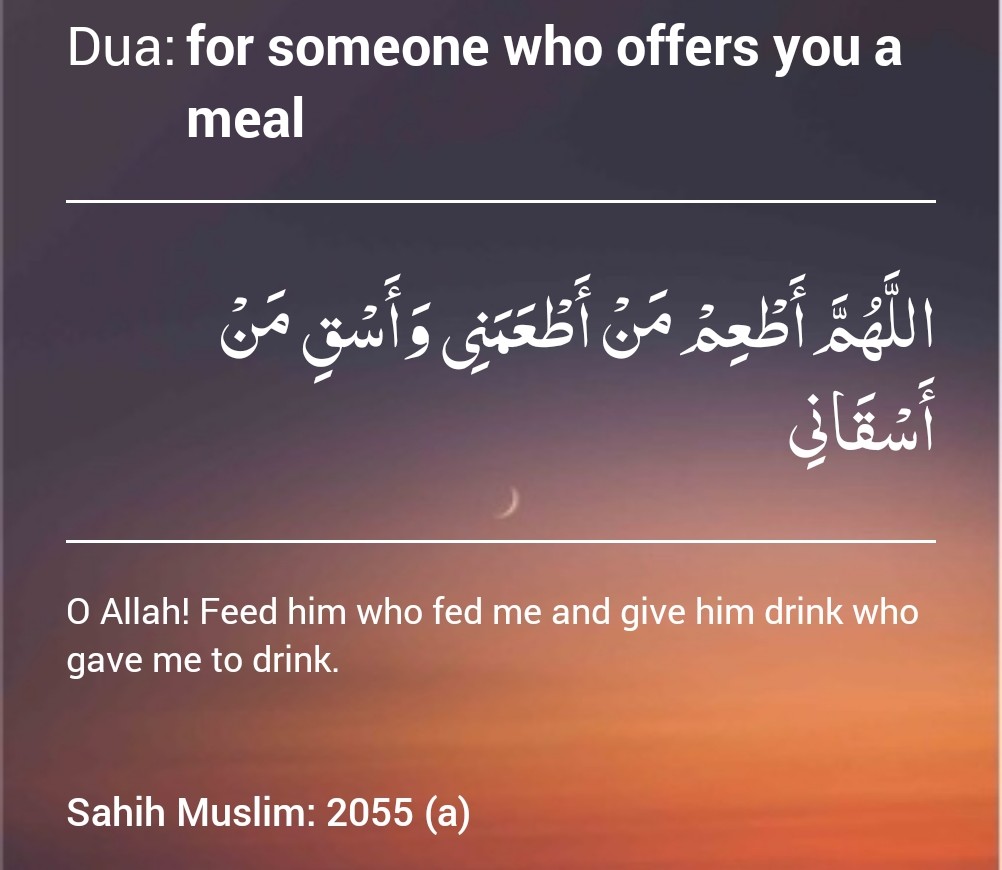 Dua: for someone who offers you a
meal
اللَّهُمَّ أَطْعِمْ مَنْ أَطْعَمَنِي وَأَسْقِ مَنْ
أَسْقَانِي
O Allah! Feed him who fed me and give him drink who
gave me to drink.
Sahih Muslim: 2055 (a)